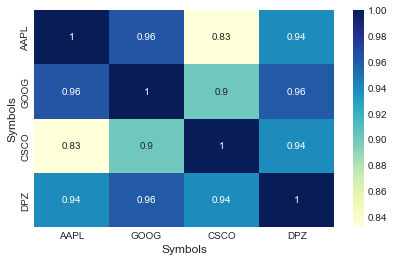 AAPL 1 0.96 0.83 0.94
GOOG 0.96 1 0.9 0.96
CSCO 0.83 0.9 1 0.94
DPZ 0.94 0.96 0.94 1
AAPL GOOG CSCO DPZ
Symbols
Symbols
1.00
0.98
0.96
0.94
0.92
0.90
0.88
0.86
0.84